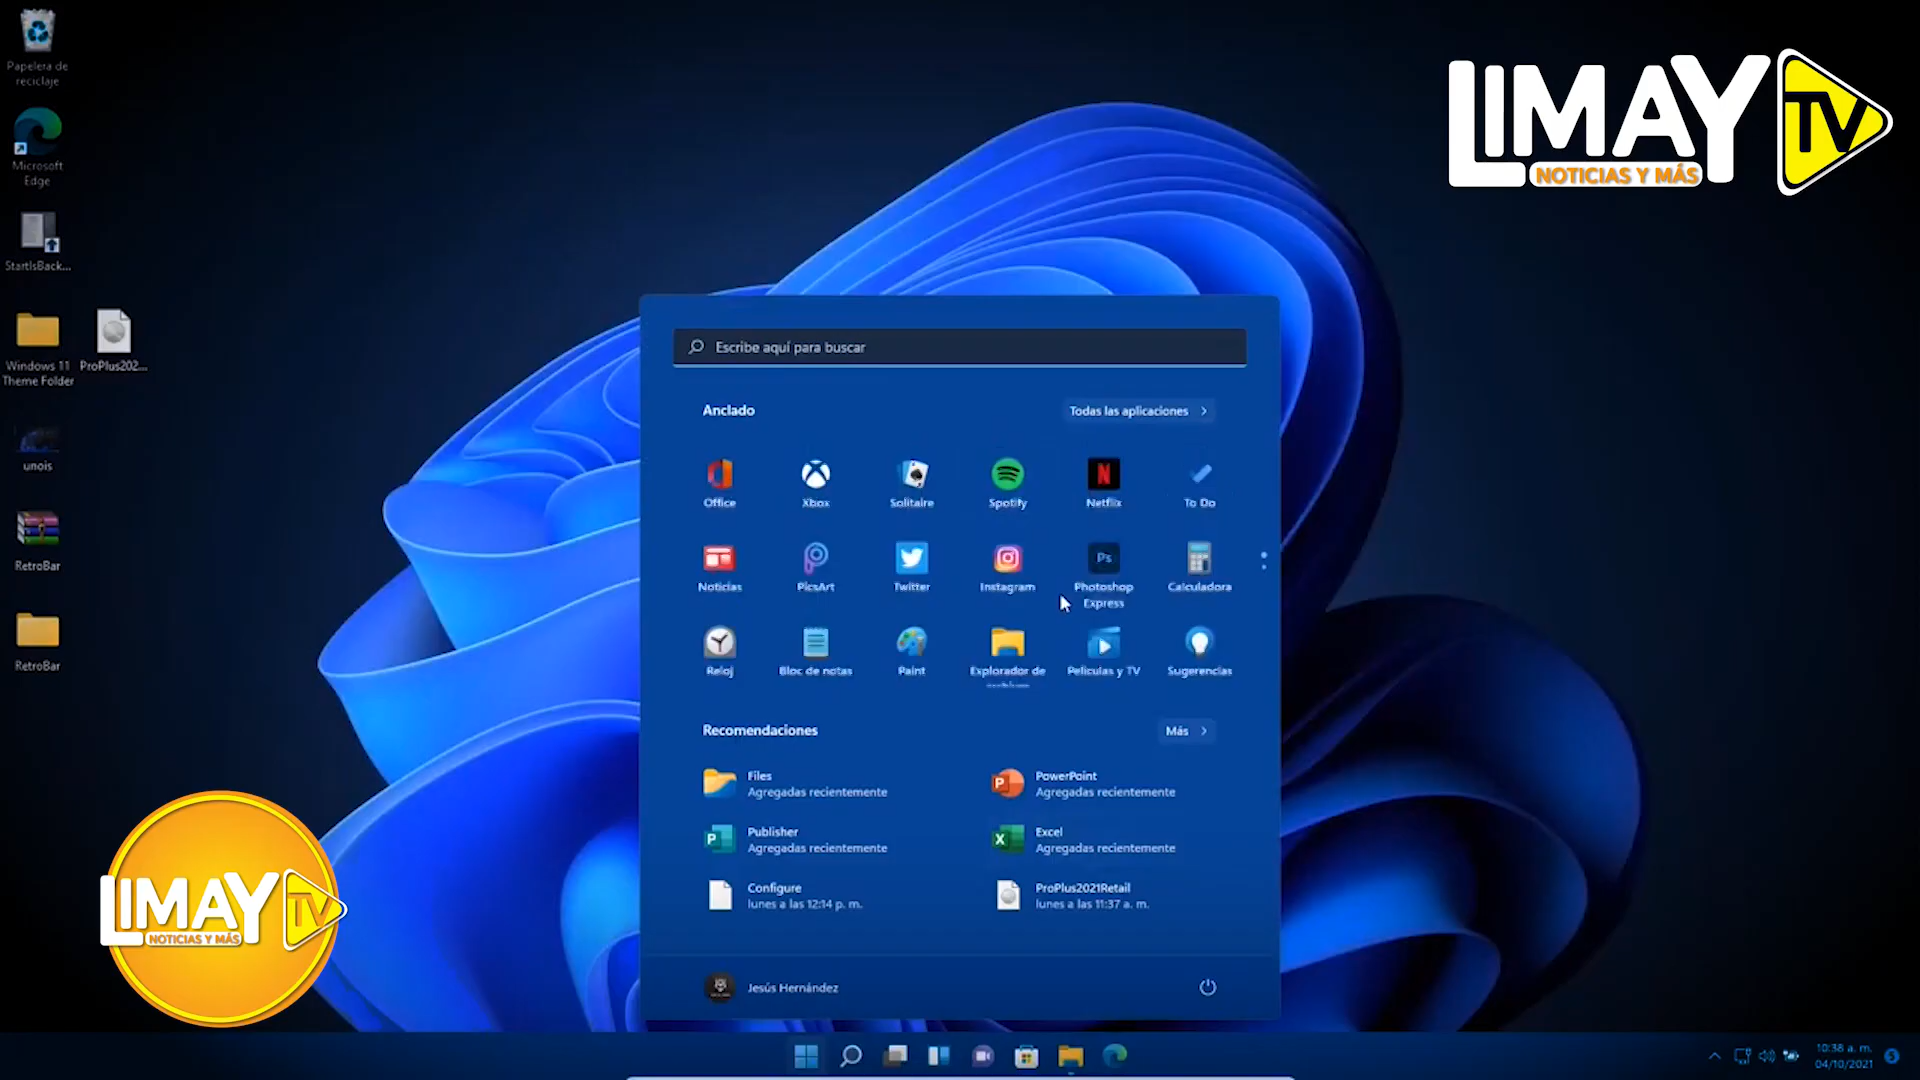 Papelera de
reciclaje
Microsoft
Edge
StartIsBack...
Windows 11
Theme Folder
ProPlus202...
unois
RetroBar
RetroBar
LIMAY TV
NOTICIAS Y MÁS
Escribe aquí para buscar
Anclado
Todas las aplicaciones
Office
Xbox
Solitaire
Spotify
Netflix
To Do
Noticias
PicsArt
Twitter
Instagram
Photoshop
Express
Calculadora
Reloj
Bloc de notas
Paint
Explorador de
Películas y TV
Sugerencias
Recomendaciones
Más
Files
Agregadas recientemente
PowerPoint
Agregadas recientemente
Publisher
Agregadas recientemente
Excel
Agregadas recientemente
Configure
lunes a las 12:14 p. m.
ProPlus2021Retail
lunes a las 11:37 a. m.
Jesús Hernández
LIMAY TV
NOTICIAS Y MÁS
10:38 a. m.
04/10/2021